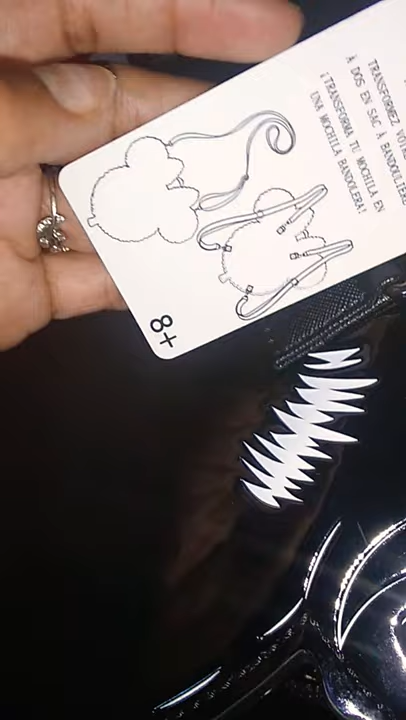 TRANSFORMEZ VOTRE
À DOS EN SAC À BANDOULIÈRE
¡TRANSFORMA TU MOCHILA EN
UNA MOCHILA BANDOLERA!
8+